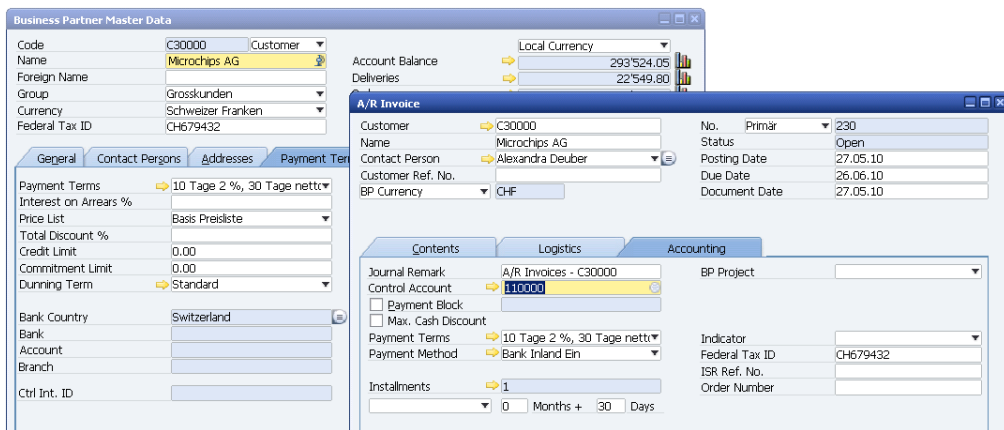 Business Partner Master Data
Code C30000 Customer
Name Microchips AG
Foreign Name
Group Grosskunden
Currency Schweizer Franken
Federal Tax ID CH679432
Local Currency
Account Balance 293'524.05
Deliveries 22'549.80
General Contact Persons Addresses Payment Ter
Payment Terms 10 Tage 2 %, 30 Tage netto
Interest on Arrears %
Price List Basis Preisliste
Total Discount %
Credit Limit 0.00
Commitment Limit 0.00
Dunning Term Standard
Bank Country Switzerland
Bank
Account
Branch
Ctrl Int. ID
A/R Invoice
Customer C30000
Name Microchips AG
Contact Person Alexandra Deuber
Customer Ref. No.
BP Currency CHF
No. Primär 230
Status Open
Posting Date 27.05.10
Due Date 26.06.10
Document Date 27.05.10
Contents Logistics Accounting
Journal Remark A/R Invoices - C30000
Control Account 110000
Payment Block
Max. Cash Discount
Payment Terms 10 Tage 2 %, 30 Tage nett
Payment Method Bank Inland Ein
Installments 1
0 Months + 30 Days
BP Project
Indicator
Federal Tax ID CH679432
ISR Ref. No.
Order Number